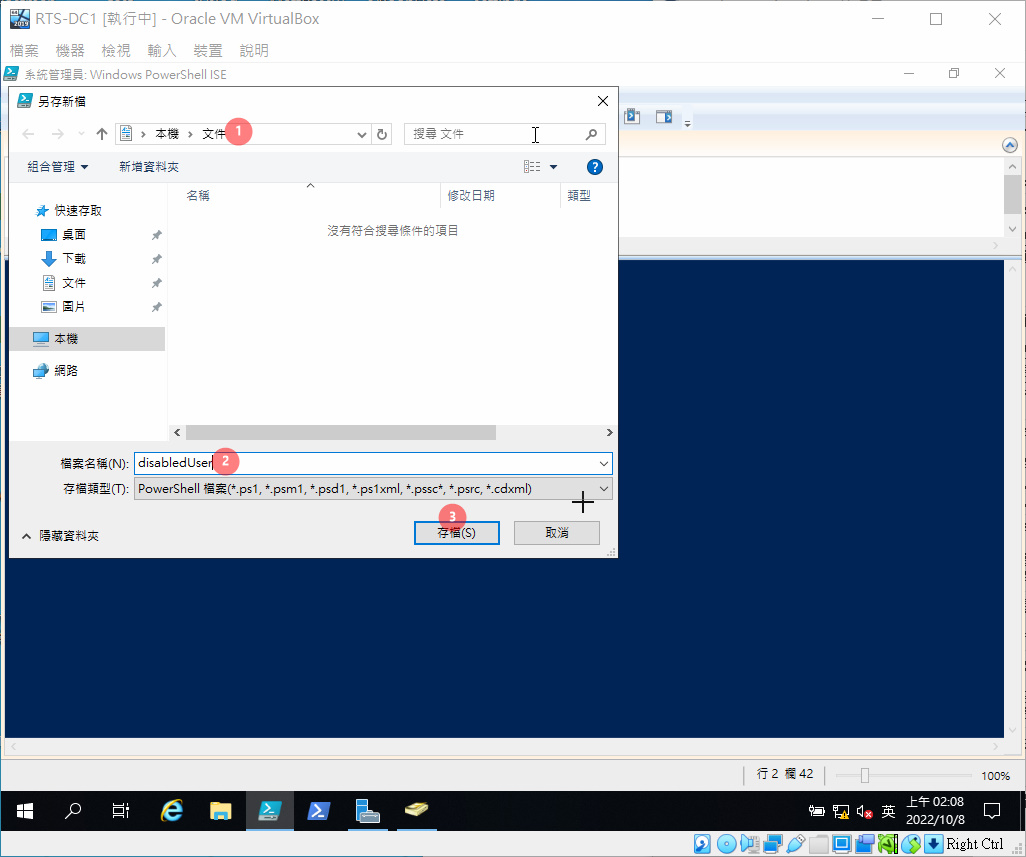 RTS-DC1 [執行中] - Oracle VM VirtualBox
檔案 機器 檢視 輸入 裝置 說明
系統管理員: Windows PowerShell ISE
另存新檔
本機 › 文件 1
搜尋 文件
組合管理 新增資料夾
?
名稱 修改日期 類型
沒有符合搜尋條件的項目
快速存取
桌面
下載
文件
圖片
本機
網路
檔案名稱(N): disabledUser 2
存檔類型(T): PowerShell 檔案(*.ps1, *.psm1, *.psd1, *.ps1xml, *.pssc*, *.psrc, *.cdxml)
3
隱藏資料夾 存檔(S) 取消
行 2 欄 42 100%
英 上午 02:08
2022/10/8
Right Ctrl